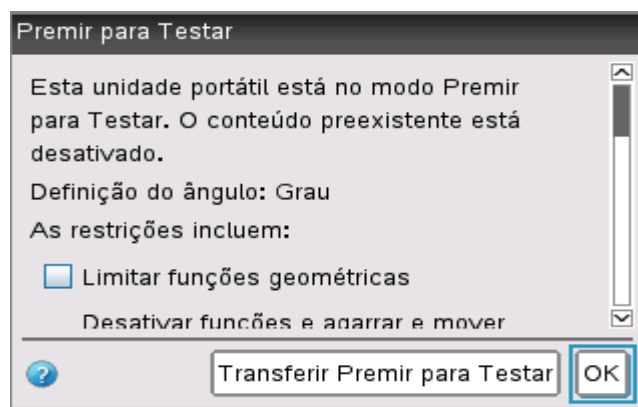 Premir para Testar
Esta unidade portátil está no modo Premir
para Testar. O conteúdo preexistente está
desativado.
Definição do ângulo: Grau
As restrições incluem:
Limitar funções geométricas
Desativar funções e agarrar e mover
Transferir Premir para Testar
OK